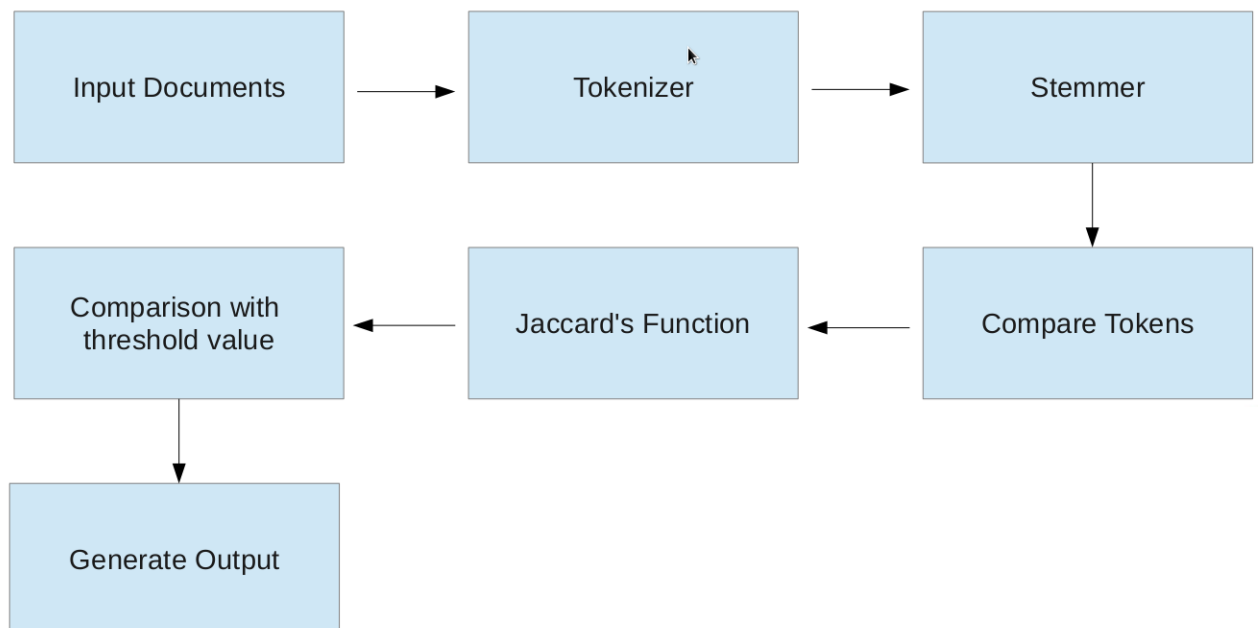 Input Documents
Tokenizer
Stemmer
Comparison with
threshold value
Jaccard's Function
Compare Tokens
Generate Output